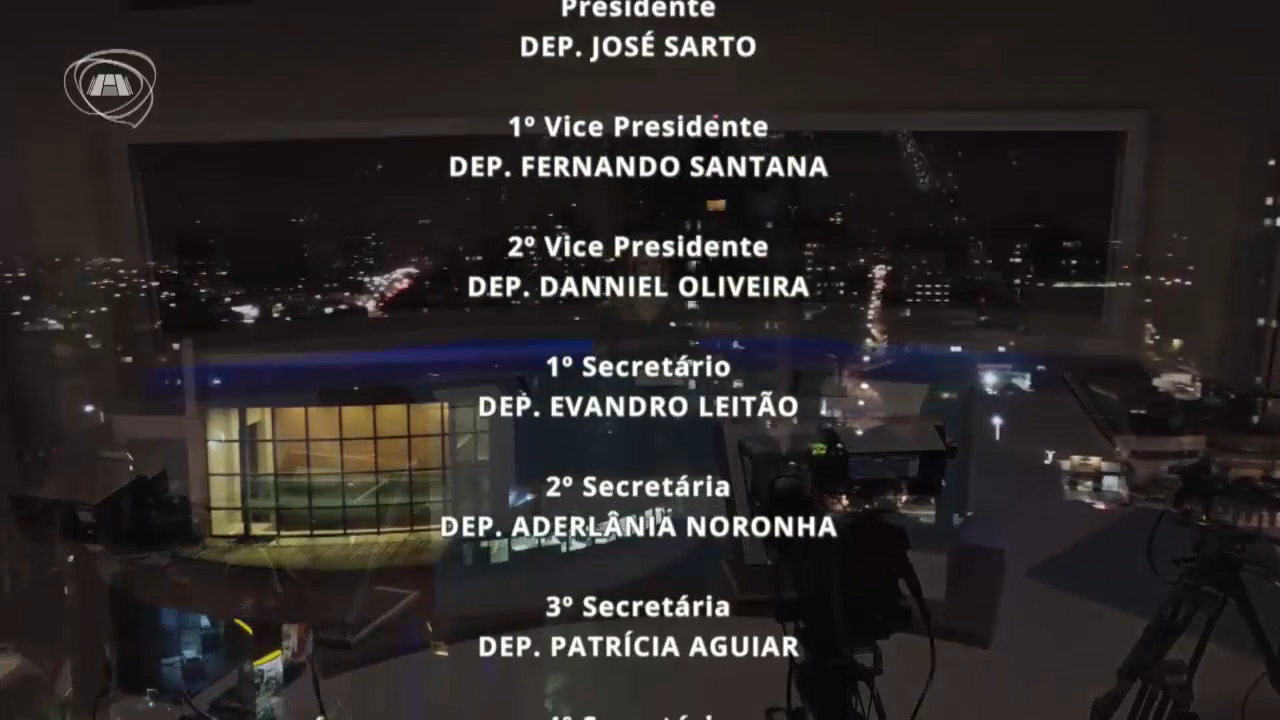 Presidente
DEP. JOSÉ SARTO
1º Vice Presidente
DEP. FERNANDO SANTANA
2º Vice Presidente
DEP. DANNIEL OLIVEIRA
1º Secretário
DEP. EVANDRO LEITÃO
2º Secretária
DEP. ADERLÂNIA NORONHA
3º Secretária
DEP. PATRÍCIA AGUIAR